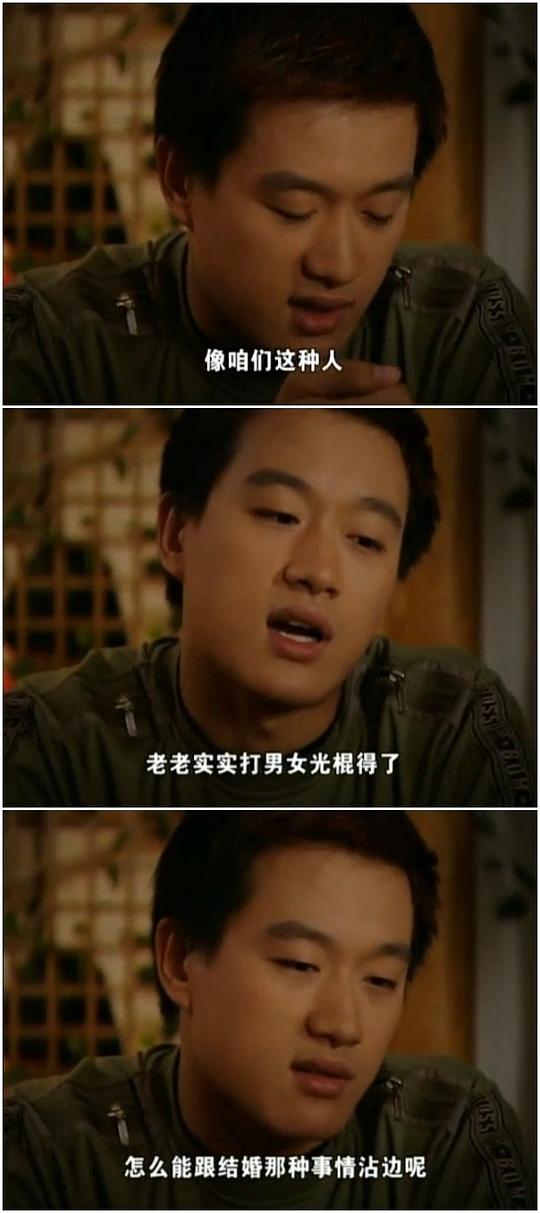 像咱们这种人
老老实实打男女光棍得了
怎么能跟结婚那种事情沾边呢